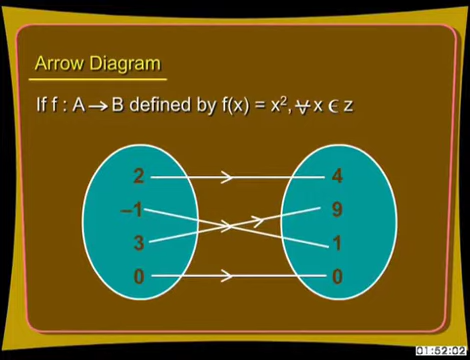 Arrow Diagram
If f : A→B defined by f(x) = x², ∀ x ϵ z
2 4
–1 9
3 1
0 0
01:52:02